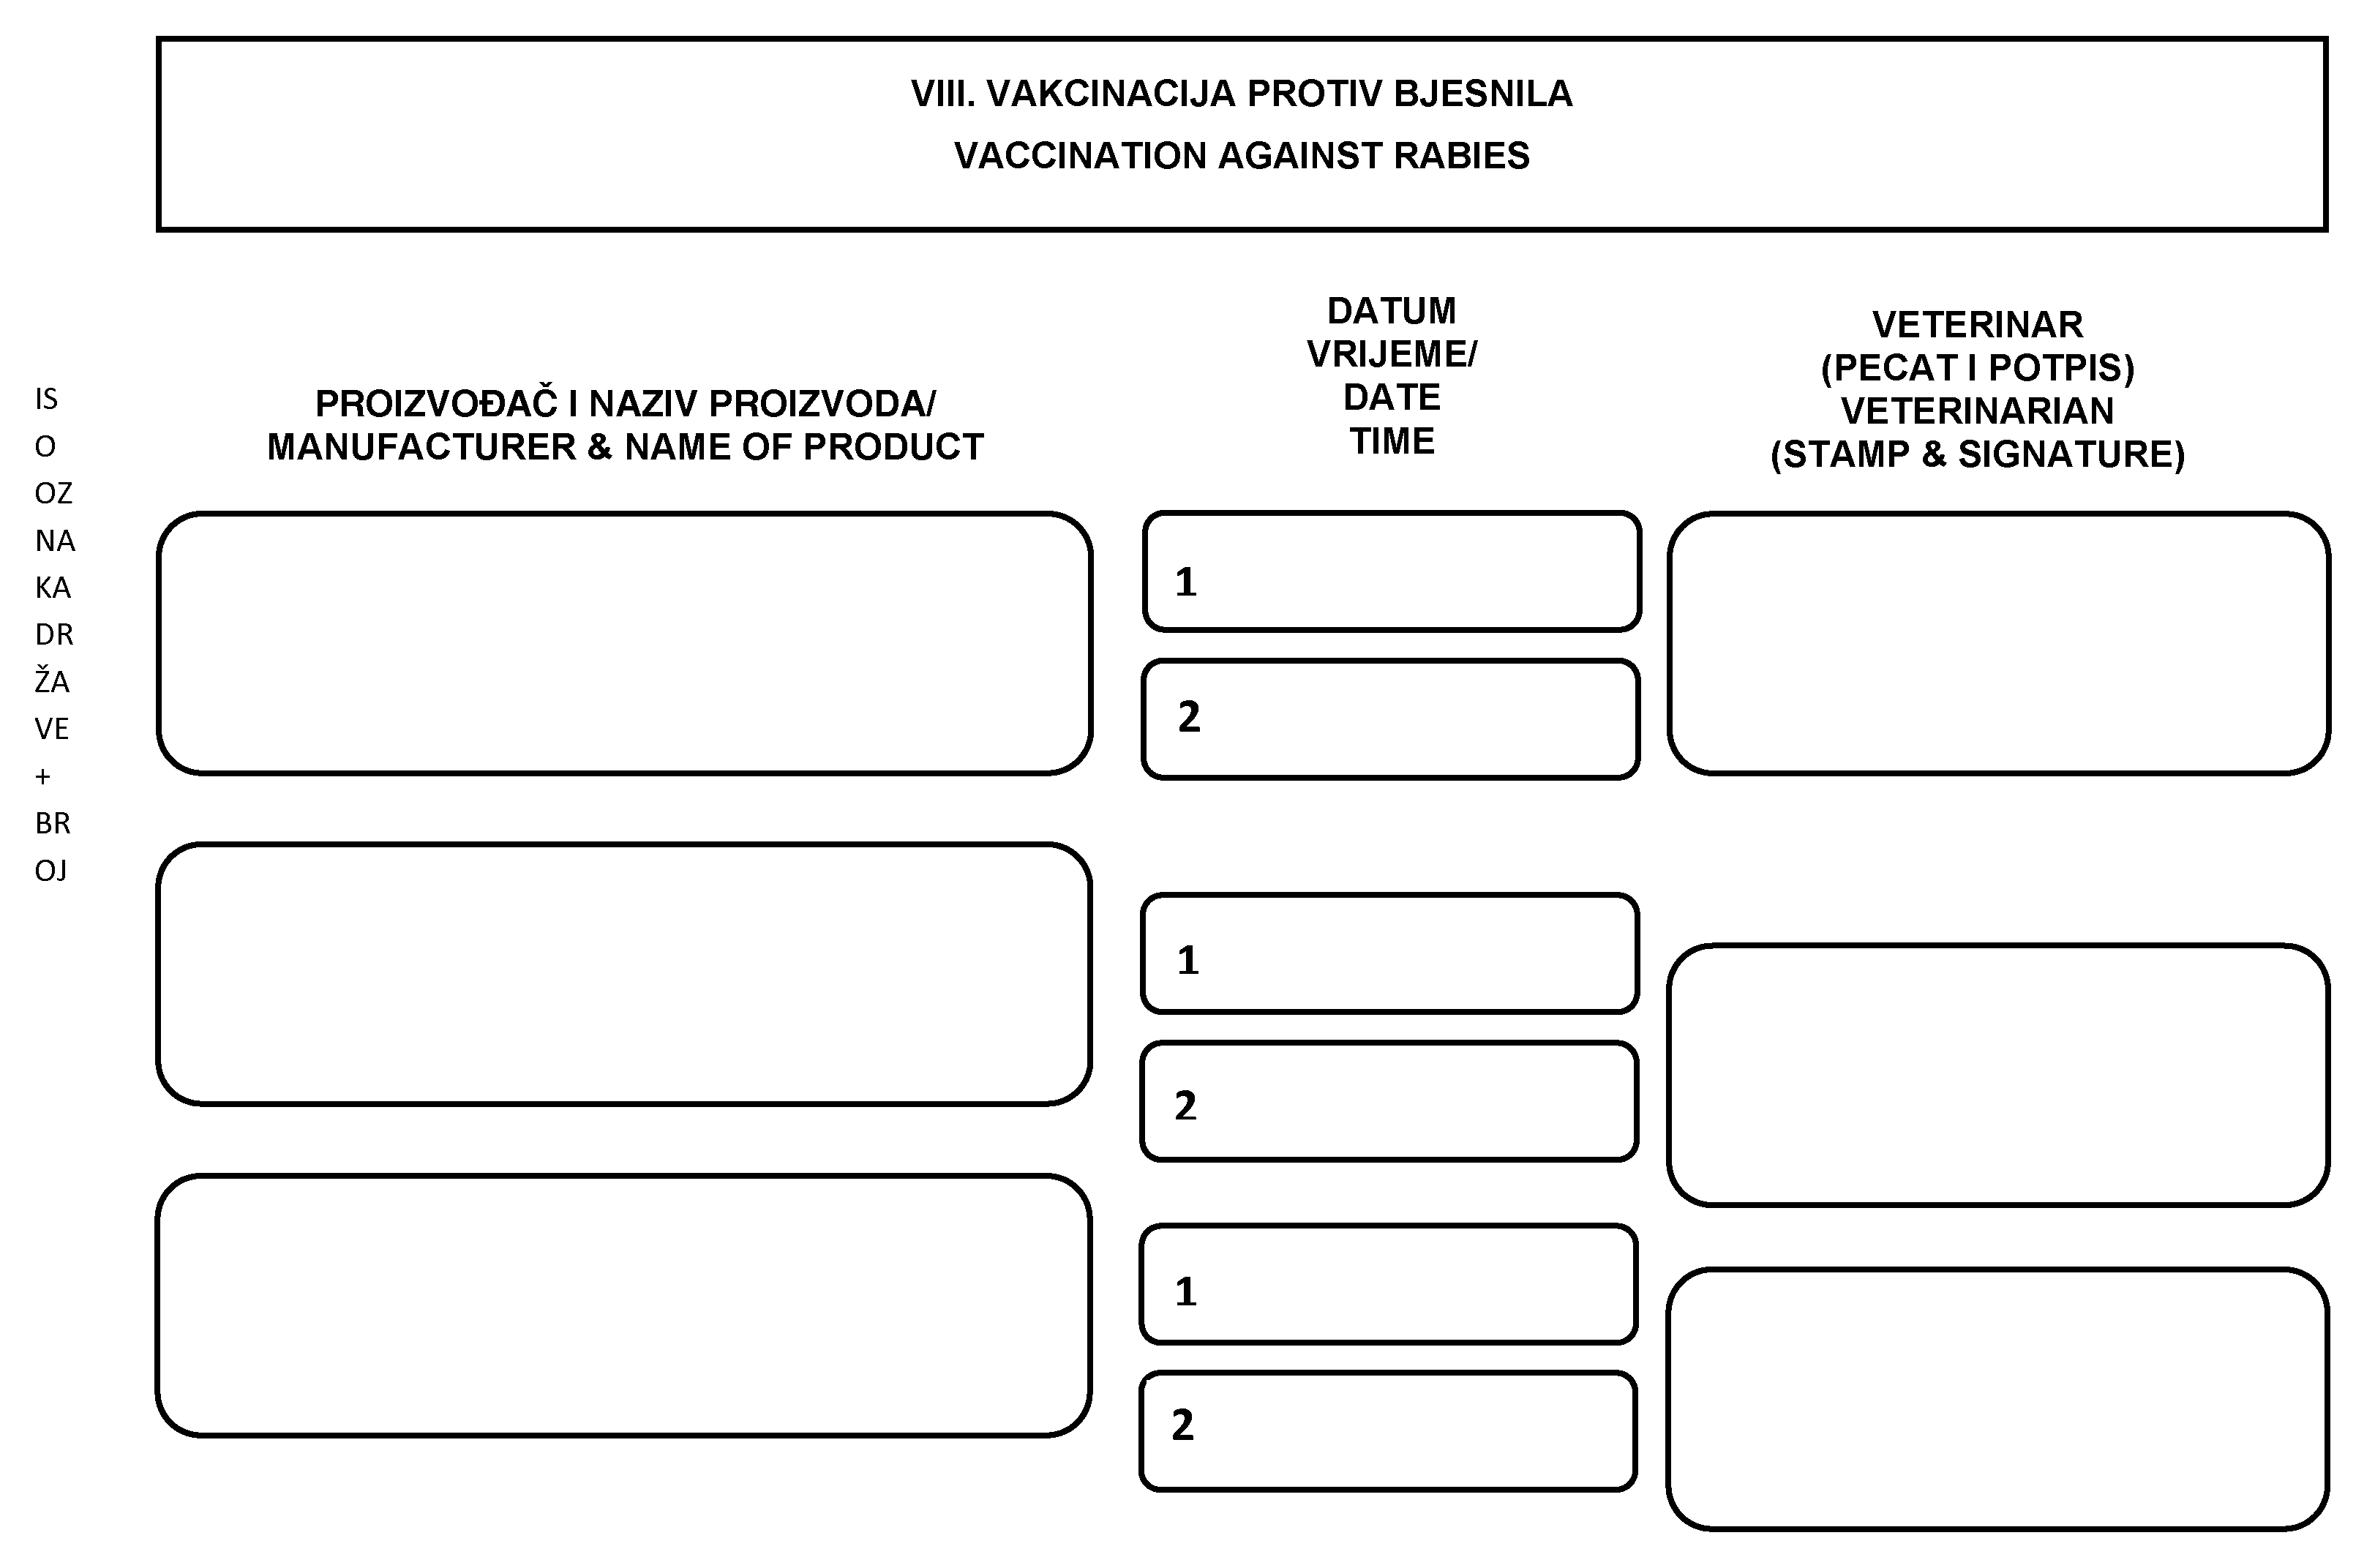 VIII. VAKCINACIJA PROTIV BJESNILA
VACCINATION AGAINST RABIES
IS
O
OZ
NA
KA
DR
ŽA
VE
+
BR
OJ
PROIZVOĐAČ I NAZIV PROIZVODA/
MANUFACTURER & NAME OF PRODUCT
DATUM
VRIJEME/
DATE
TIME
VETERINAR
(PECAT I POTPIS)
VETERINARIAN
(STAMP & SIGNATURE)
1
2
1
2
1
2